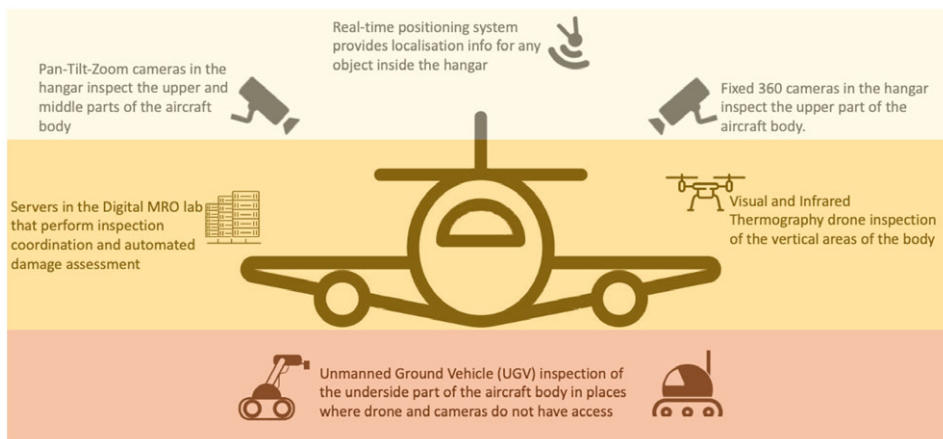 Real-time positioning system
provides localisation info for any
object inside the hangar
Pan-Tilt-Zoom cameras in the
hangar inspect the upper and
middle parts of the aircraft
body
Fixed 360 cameras in the hangar
inspect the upper part of the
aircraft body.
Servers in the Digital MRO lab
that perform inspection
coordination and automated
damage assessment
Visual and Infrared
Thermography drone inspection
of the vertical areas of the body
Unmanned Ground Vehicle (UGV) inspection of
the underside part of the aircraft body in places
where drone and cameras do not have access